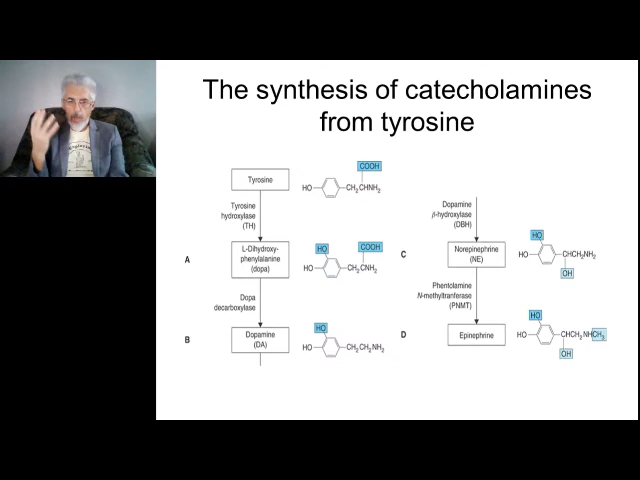 The synthesis of catecholamines
from tyrosine
Tyrosine
COOH
HO
CH₂CHNH₂
Tyrosine
hydroxylase
(TH)
A
L-Dihydroxy-
phenylalanine
(dopa)
HO
COOH
HO
CH₂CNH₂
Dopa
decarboxylase
B
Dopamine
(DA)
HO
HO
CH₂CH₂NH₂
Dopamine
β-hydroxylase
(DBH)
C
Norepinephrine
(NE)
HO
HO
CHCH₂NH₂
OH
Phentolamine
N-methyltranferase
(PNMT)
D
Epinephrine
HO
HO
CHCH₂NHCH₃
OH